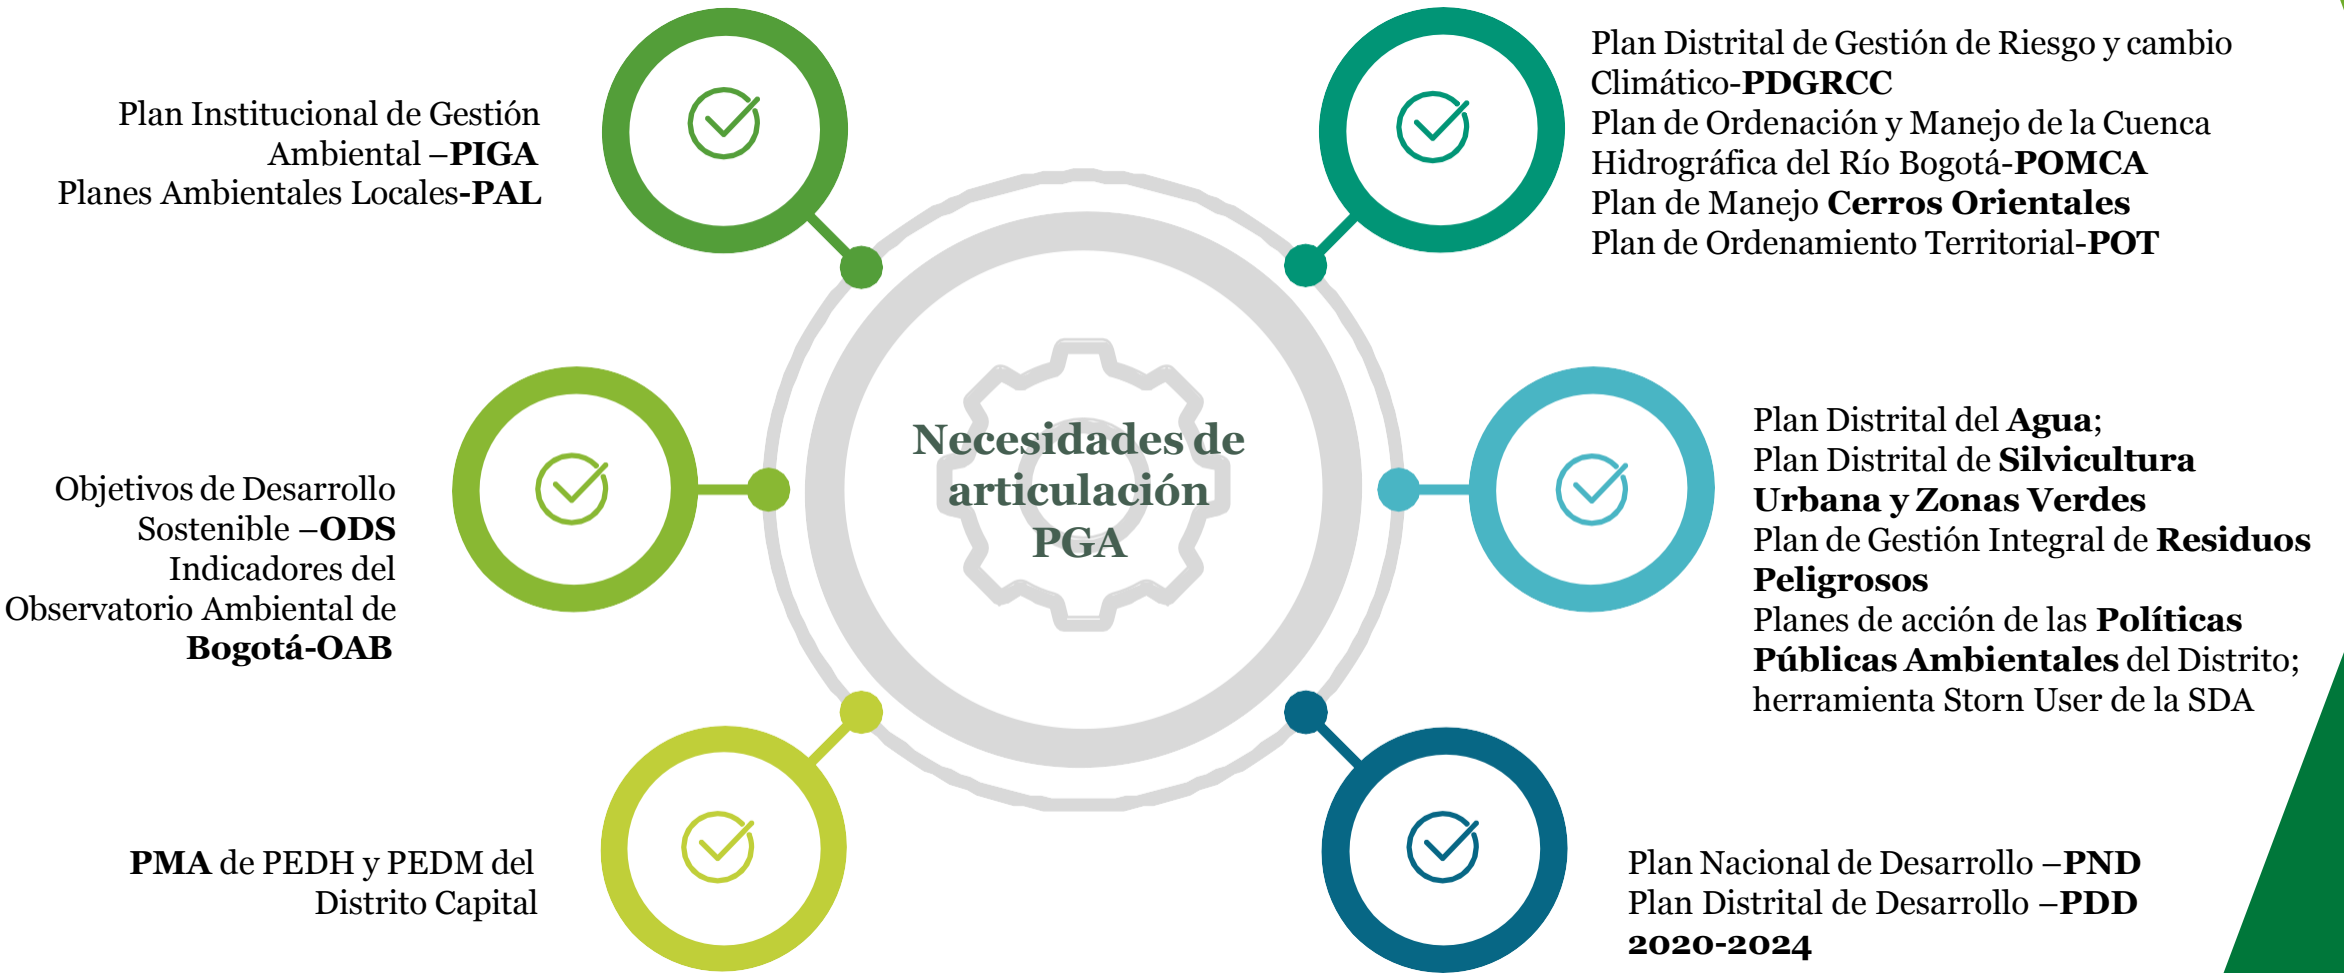 Plan Institucional de Gestión
Ambiental –PIGA
Planes Ambientales Locales-PAL
Plan Distrital de Gestión de Riesgo y cambio
Climático-PDGRCC
Plan de Ordenación y Manejo de la Cuenca
Hidrográfica del Río Bogotá-POMCA
Plan de Manejo Cerros Orientales
Plan de Ordenamiento Territorial-POT
Objetivos de Desarrollo
Sostenible –ODS
Indicadores del
Observatorio Ambiental de
Bogotá-OAB
Necesidades de
articulación
PGA
Plan Distrital del Agua;
Plan Distrital de Silvicultura
Urbana y Zonas Verdes
Plan de Gestión Integral de Residuos
Peligrosos
Planes de acción de las Políticas
Públicas Ambientales del Distrito;
herramienta Storn User de la SDA
PMA de PEDH y PEDM del
Distrito Capital
Plan Nacional de Desarrollo –PND
Plan Distrital de Desarrollo –PDD
2020-2024